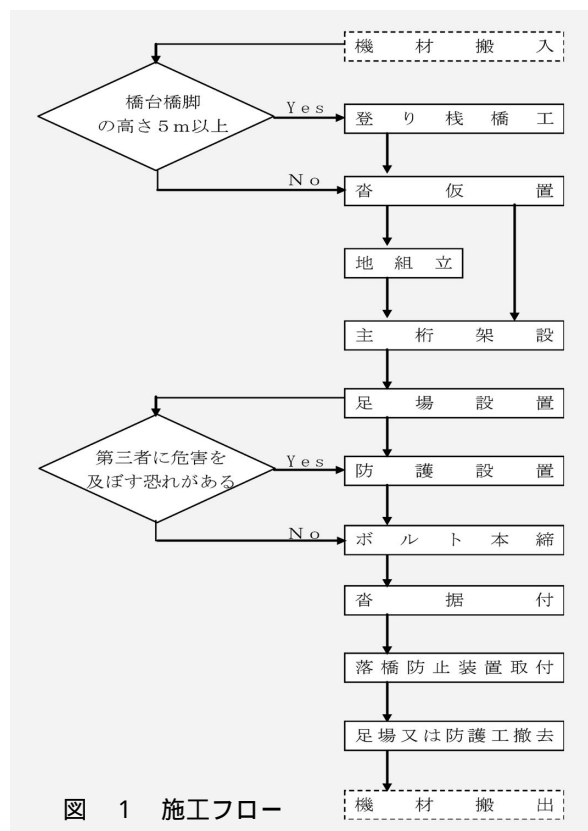 機材搬入
橋台橋脚
の高さ5m以上
Yes
登り桟橋工
No
沓仮置
地組立
主桁架設
足場設置
第三者に危害を
及ぼす恐れがある
Yes
防護設置
No
ボルト本締
沓据付
落橋防止装置取付
足場又は防護工撤去
機材搬出
図 1 施工フロー